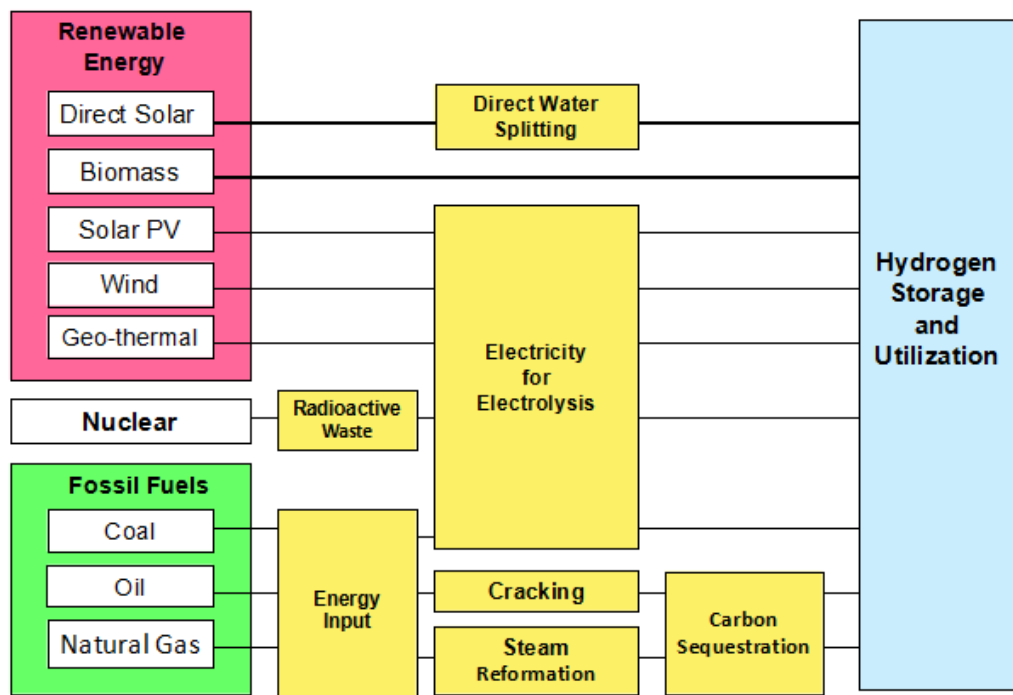 Renewable
Energy
Direct Solar
Biomass
Solar PV
Wind
Geo-thermal
Nuclear
Fossil Fuels
Coal
Oil
Natural Gas
Radioactive
Waste
Energy
Input
Direct Water
Splitting
Electricity
for
Electrolysis
Cracking
Steam
Reformation
Carbon
Sequestration
Hydrogen
Storage
and
Utilization